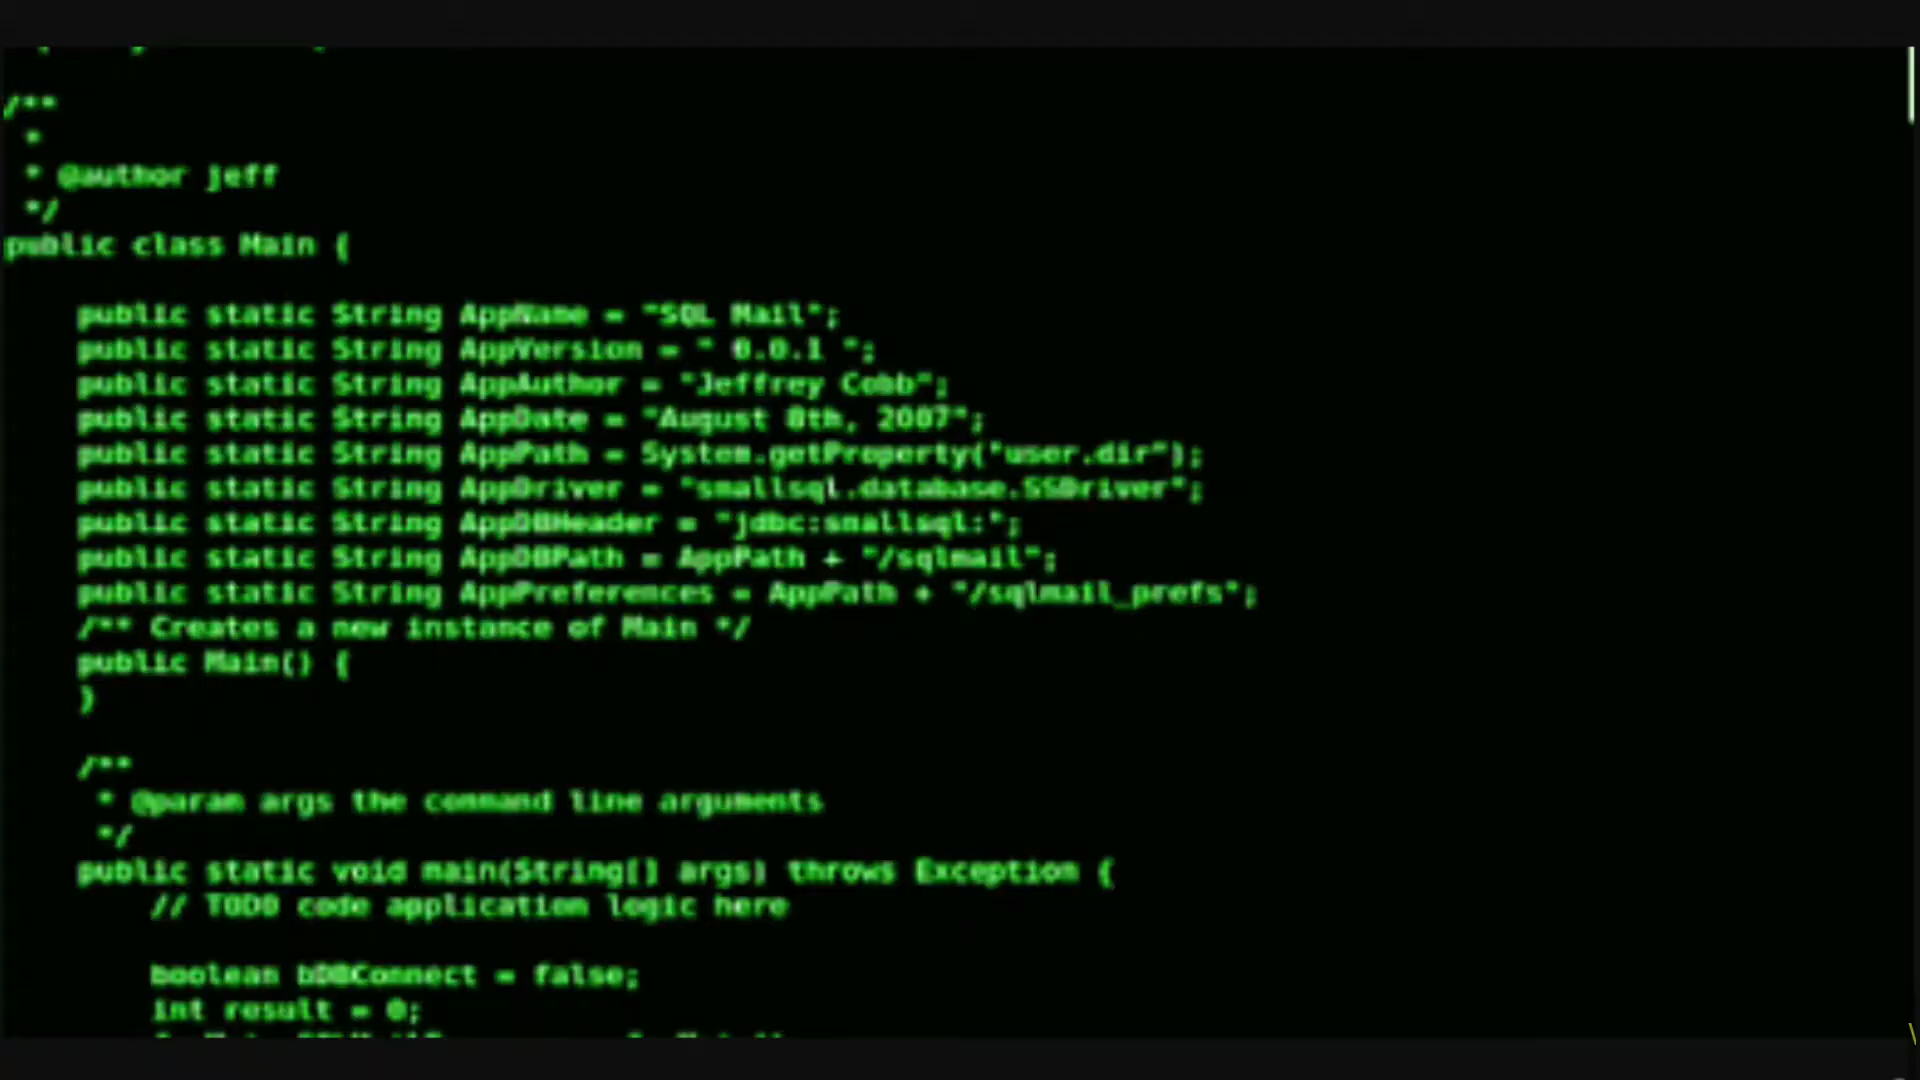 /**
*
* @author jeff
*/
public class Main {
public static String AppName = "SQL Mail";
public static String AppVersion = " 0.0.1 ";
public static String AppAuthor = "Jeffrey Cobb";
public static String AppDate = "August 8th, 2007";
public static String AppPath = System.getProperty("user.dir");
public static String AppDriver = "smallsql.database.SSDriver";
public static String AppDBHeader = "jdbc:smallsql:";
public static String AppDBPath = AppPath + "/sqlmail";
public static String AppPreferences = AppPath + "/sqlmail_prefs";
/** Creates a new instance of Main */
public Main() {
}
/**
* @param args the command line arguments
*/
public static void main(String[] args) throws Exception {
// TODO code application logic here
boolean bDBConnect = false;
int result = 0;